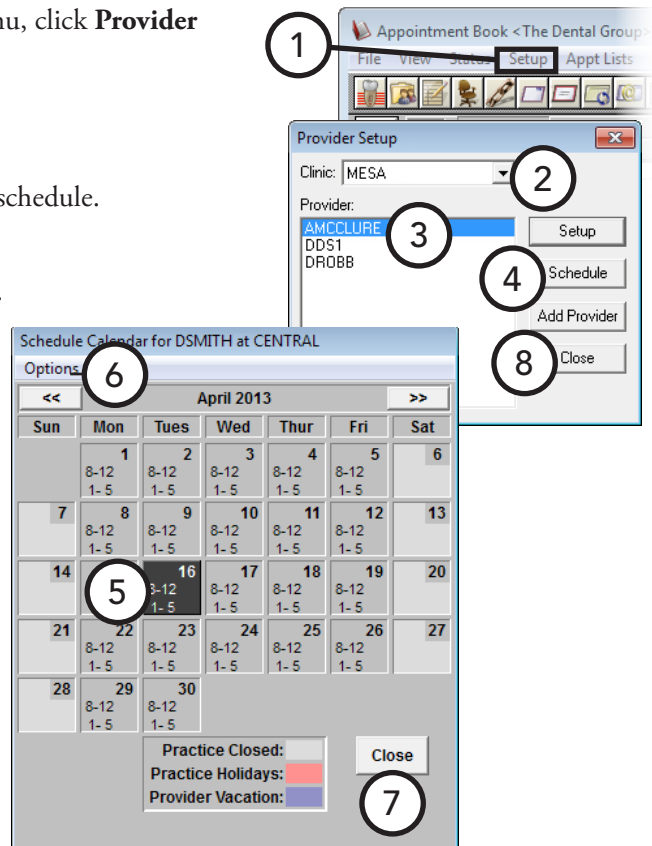 nu, click Provider
1
Appointment Book <The Dental Group
File View Status Setup Appt Lists
schedule.
.
Provider Setup
Clinic: MESA
2
Provider:
AMCCLURE
DDS1
DROBB
3
Setup
4
Schedule
Add Provider
8
Close
Schedule Calendar for DSMITH at CENTRAL
Options
6
<< April 2013 >>
Sun Mon Tues Wed Thur Fri Sat
1 2 3 4 5 6
8-12 8-12 8-12 8-12 8-12
1- 5 1- 5 1- 5 1- 5 1- 5
7 8 9 10 11 12 13
8-12 8-12 8-12 8-12 8-12
1- 5 1- 5 1- 5 1- 5 1- 5
14 16 17 18 19 20
5 8-12 8-12 8-12 8-12
1- 5 1- 5 1- 5 1- 5
21 22 23 24 25 26 27
8-12 8-12 8-12 8-12 8-12
1- 5 1- 5 1- 5 1- 5 1- 5
28 29 30
8-12 8-12
1- 5 1- 5
Practice Closed:
Practice Holidays:
Provider Vacation:
Close
7